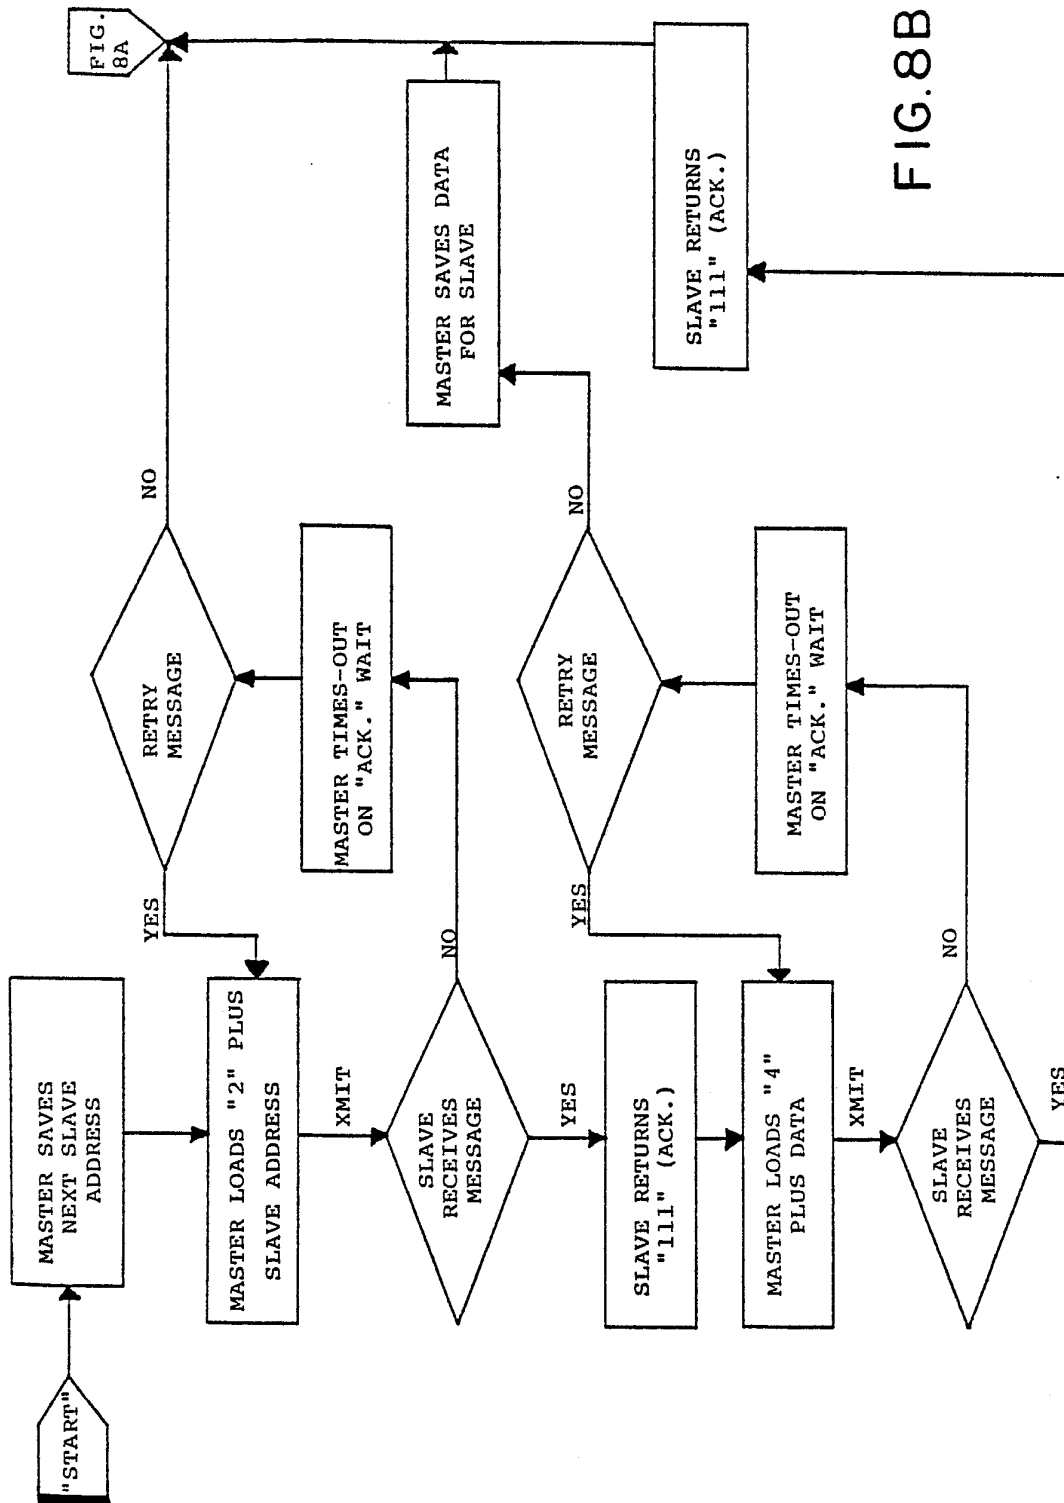 "START"
MASTER SAVES
NEXT SLAVE
ADDRESS
MASTER LOADS "2" PLUS
SLAVE ADDRESS
XMIT
SLAVE
RECEIVES
MESSAGE
NO
MASTER TIMES-OUT
ON "ACK." WAIT
RETRY
MESSAGE
YES
NO
FIG.
8A
YES
SLAVE RETURNS
"111" (ACK.)
MASTER LOADS "4"
PLUS DATA
XMIT
SLAVE
RECEIVES
MESSAGE
NO
MASTER TIMES-OUT
ON "ACK." WAIT
RETRY
MESSAGE
YES
NO
MASTER SAVES DATA
FOR SLAVE
YES
SLAVE RETURNS
"111" (ACK.)
FIG.8B